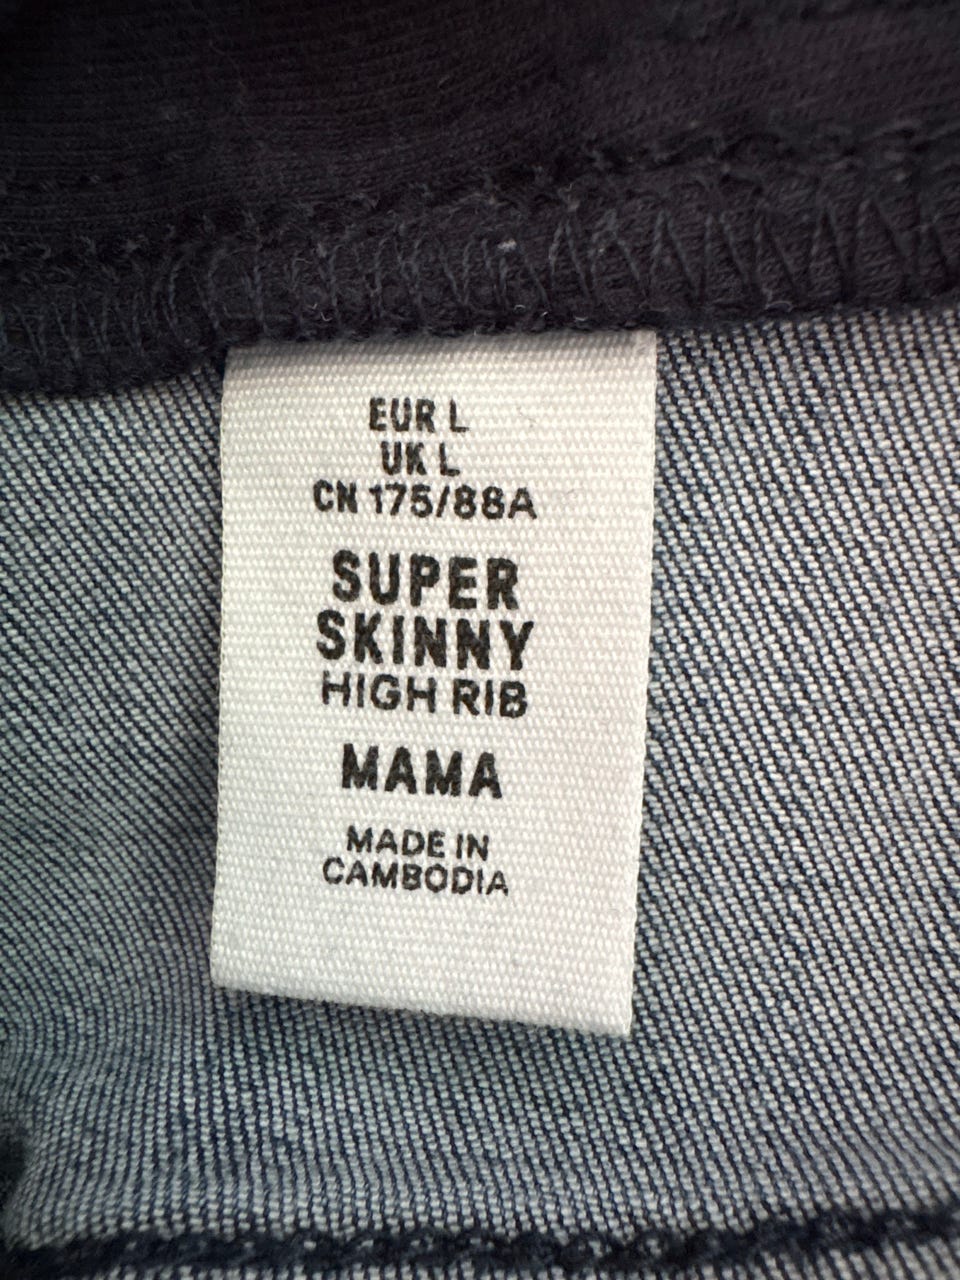 EUR L
UK L
CN 175/88A
SUPER
SKINNY
HIGH RIB
MAMA
MADE IN
CAMBODIA